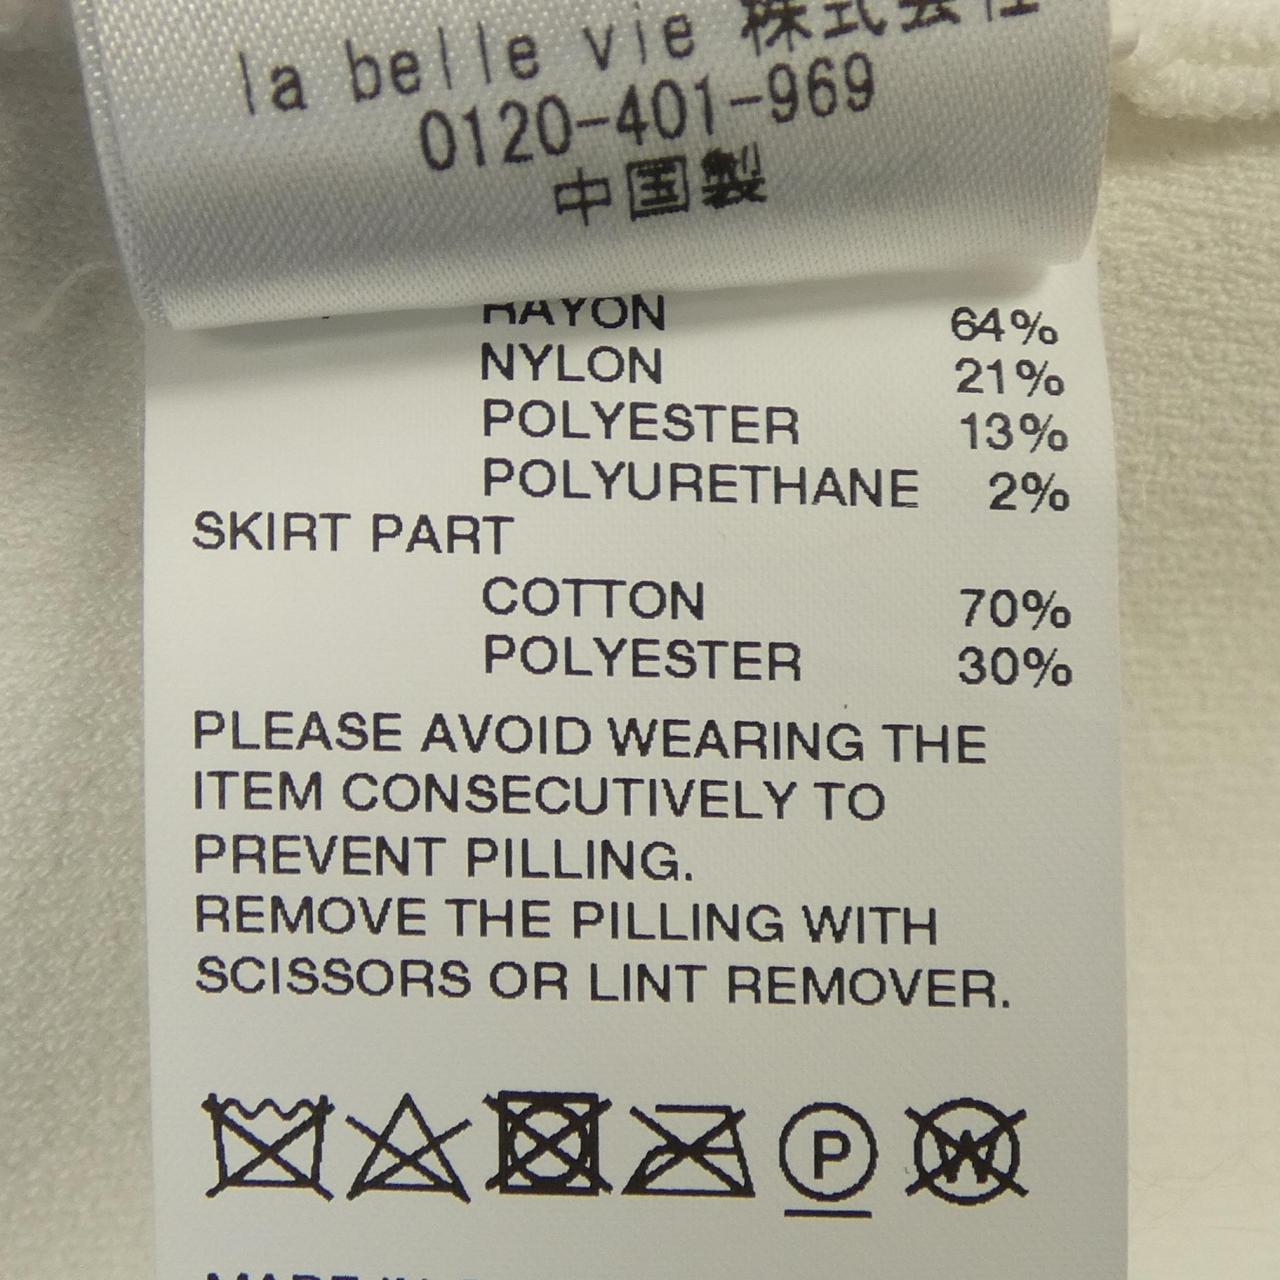 la belle vie 株式会社
0120-401-969
中国製
RAYON 64%
NYLON 21%
POLYESTER 13%
POLYURETHANE 2%
SKIRT PART
COTTON 70%
POLYESTER 30%
PLEASE AVOID WEARING THE
ITEM CONSECUTIVELY TO
PREVENT PILLING.
REMOVE THE PILLING WITH
SCISSORS OR LINT REMOVER.
P W
MADE IN